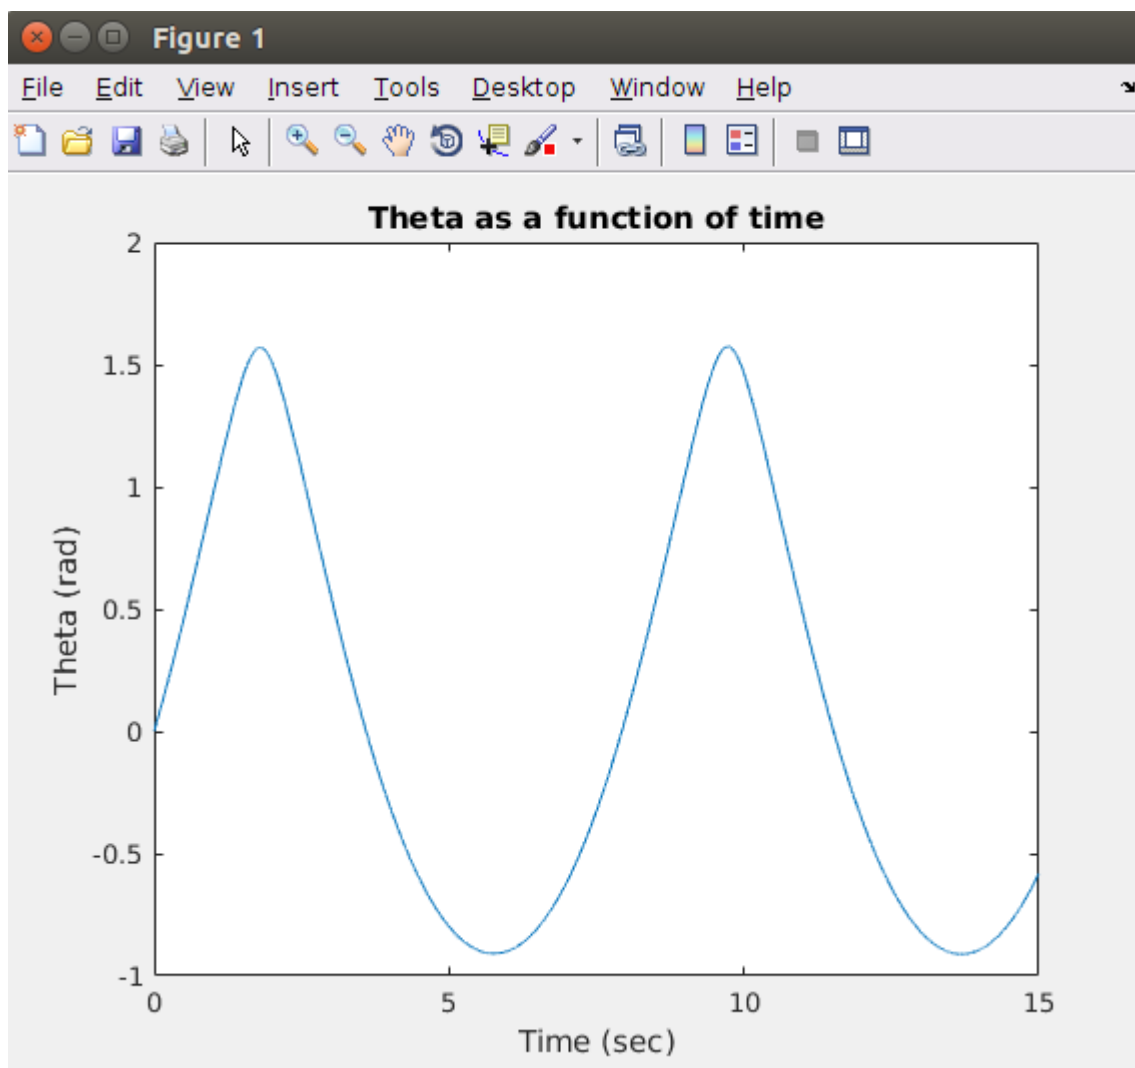 Figure 1
File Edit View Insert Tools Desktop Window Help
Theta as a function of time
2
1.5
1
0.5
0
-0.5
-1
Theta (rad)
0 5 10 15
Time (sec)